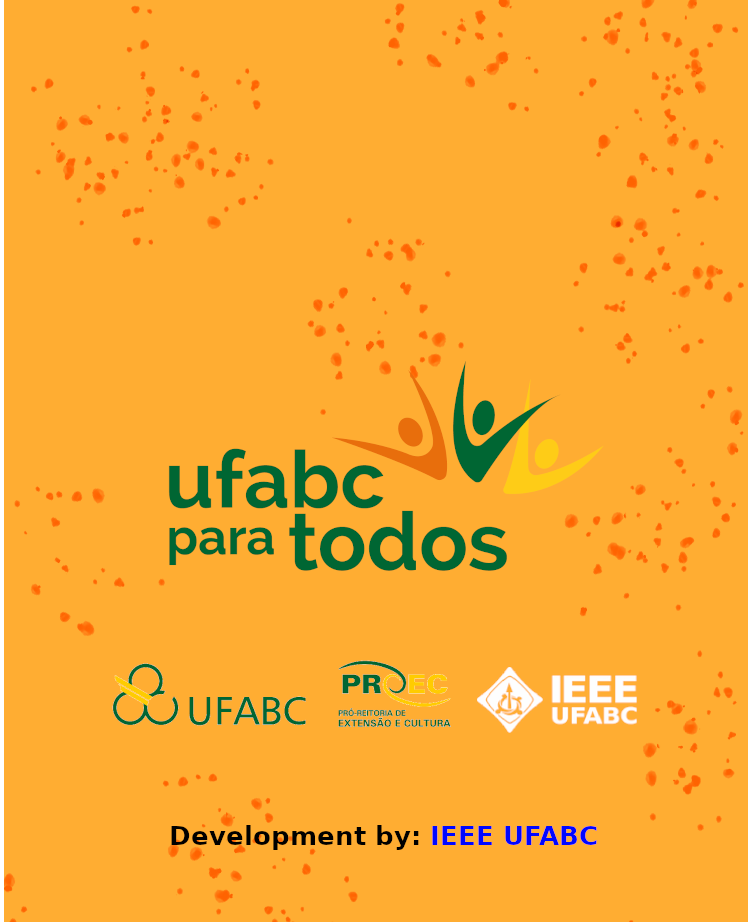 ufabc
para todos
UFABC
PROEC
PRÓ-REITORIA DE
EXTENSÃO E CULTURA
IEEE
UFABC
Development by: IEEE UFABC